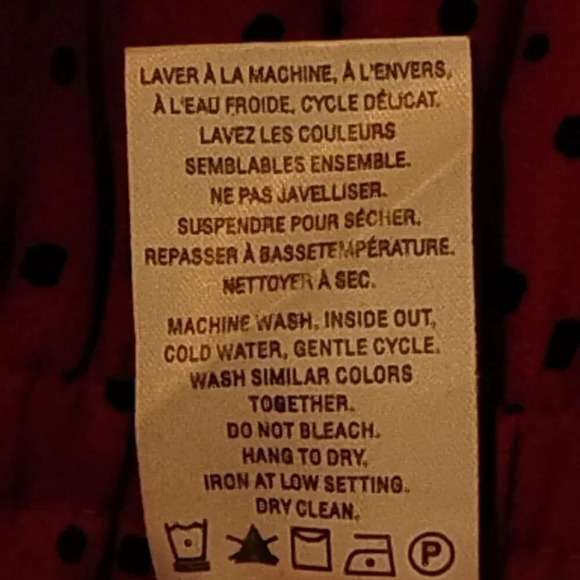 LAVER À LA MACHINE, À L'ENVERS,
À L'EAU FROIDE, CYCLE DÉLICAT.
LAVEZ LES COULEURS
SEMBLABLES ENSEMBLE.
NE PAS JAVELLISER.
SUSPENDRE POUR SÉCHER.
REPASSER À BASSETEMPÉRATURE.
NETTOYER À SEC.
MACHINE WASH, INSIDE OUT,
COLD WATER, GENTLE CYCLE.
WASH SIMILAR COLORS
TOGETHER.
DO NOT BLEACH.
HANG TO DRY.
IRON AT LOW SETTING.
DRY CLEAN.
P